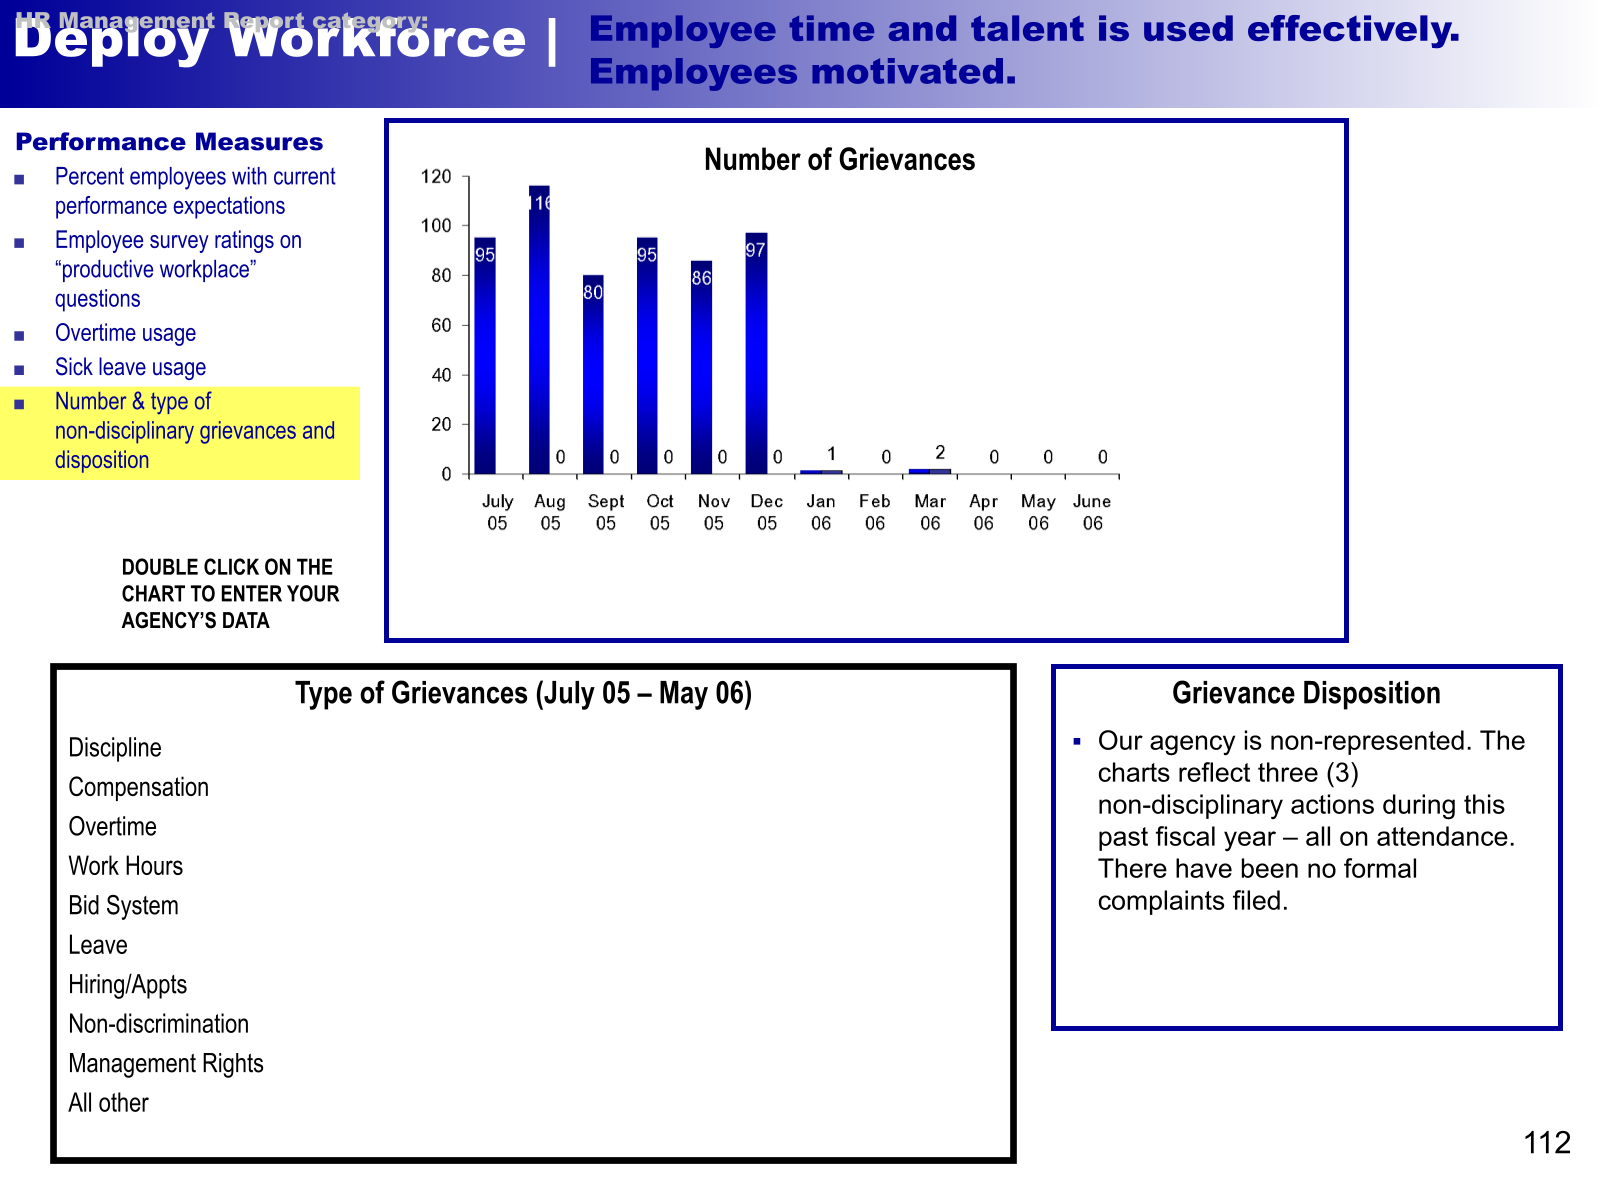 HR Management Report category:
Deploy Workforce |
Employee time and talent is used effectively.
Employees motivated.
Performance Measures
■ Percent employees with current
performance expectations
■ Employee survey ratings on
“productive workplace”
questions
■ Overtime usage
■ Sick leave usage
■ Number & type of
non-disciplinary grievances and
disposition
DOUBLE CLICK ON THE
CHART TO ENTER YOUR
AGENCY’S DATA
Number of Grievances
120
100
80
60
40
20
0
95
116
80
95
86
97
0 0 0 0 0 1 0 2 0 0 0
July Aug Sept Oct Nov Dec Jan Feb Mar Apr May June
05 05 05 05 05 05 06 06 06 06 06 06
Type of Grievances (July 05 – May 06)
Discipline
Compensation
Overtime
Work Hours
Bid System
Leave
Hiring/Appts
Non-discrimination
Management Rights
All other
Grievance Disposition
▪ Our agency is non-represented. The
charts reflect three (3)
non-disciplinary actions during this
past fiscal year – all on attendance.
There have been no formal
complaints filed.
112